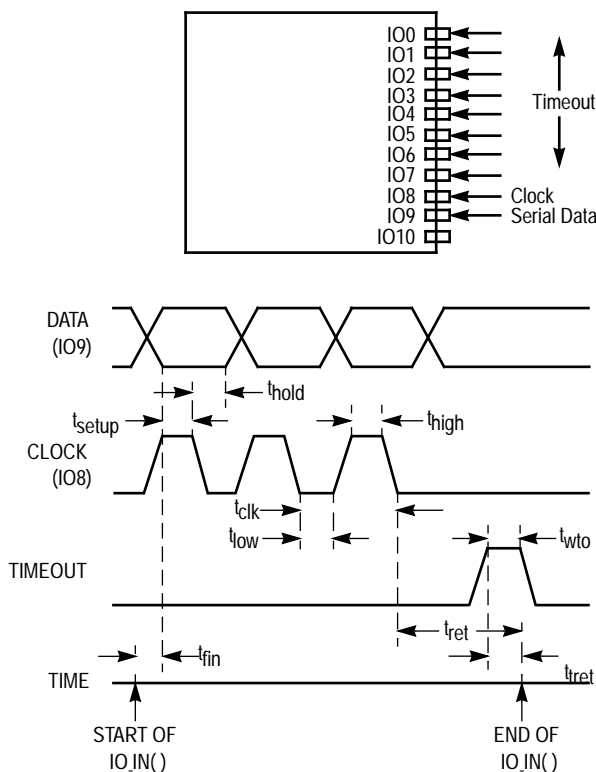 IO0
IO1
IO2
IO3
IO4
IO5
IO6
IO7
IO8
IO9
IO10
Timeout
Clock
Serial Data
DATA
(IO9)
thold
tsetup
thigh
CLOCK
(IO8)
tclk
tlow
twto
TIMEOUT
tret
tfin
ttret
TIME
START OF
IO_IN( )
END OF
IO_IN( )